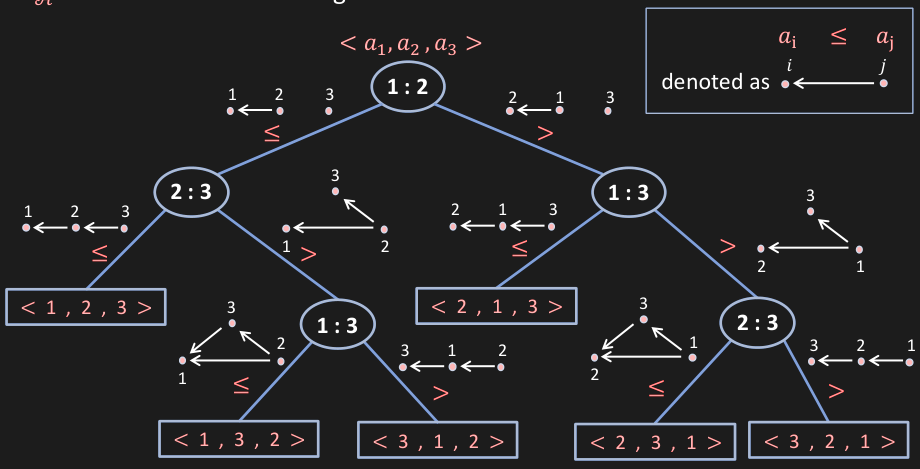 𝒜
g
< a1, a2, a3 >
ai ≤ aj
i j
denoted as
1 : 2
1 2 3
≤
2 1 3
>
2 : 3
1 : 3
1 2 3
≤
3
1 2
>
2 1 3
≤
>
3
2 1
< 1 , 2 , 3 >
1 : 3
< 2 , 1 , 3 >
2 : 3
3
1 2
≤
3 1 2
>
3
2 1
≤
3 2 1
>
< 1 , 3 , 2 >
< 3 , 1 , 2 >
< 2 , 3 , 1 >
< 3 , 2 , 1 >